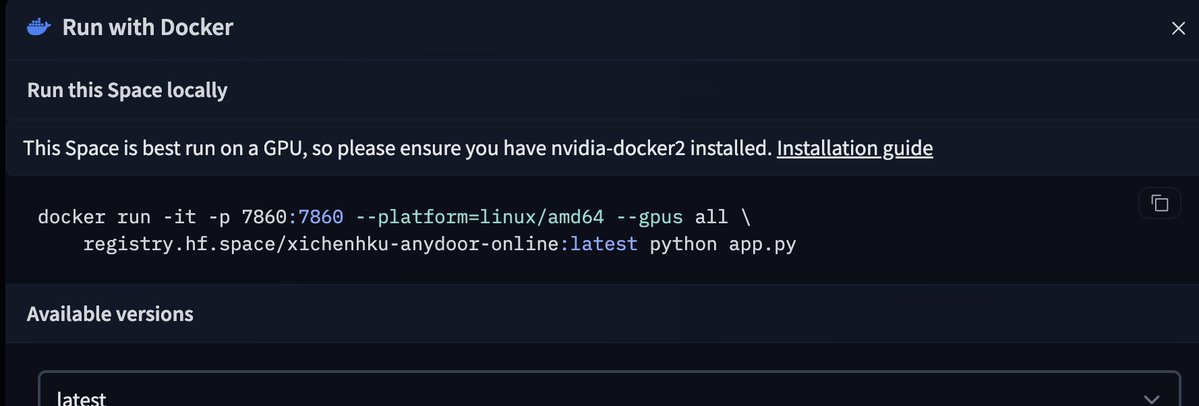 Run with Docker
Run this Space locally
This Space is best run on a GPU, so please ensure you have nvidia-docker2 installed. Installation guide
docker run -it -p 7860:7860 --platform=linux/amd64 --gpus all \
registry.hf.space/xichenhku-anydoor-online:latest python app.py
Available versions
latest